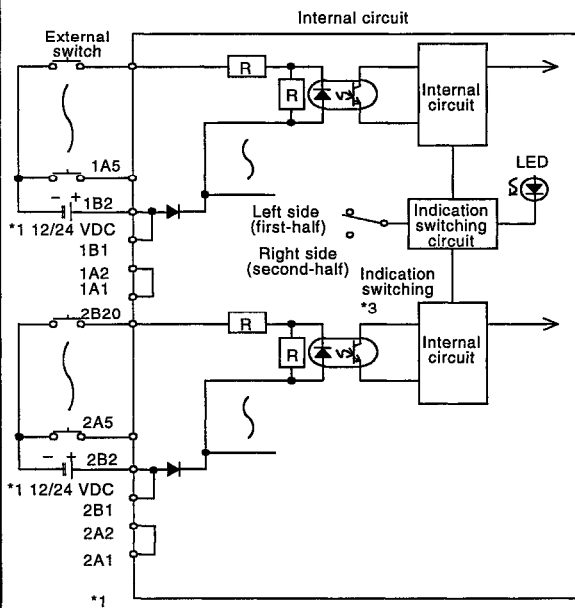 Internal circuit
External
switch
R
R
Internal
circuit
1A5
LED
- +
1B2
*1 12/24 VDC
Left side
(first-half)
Indication
switching
circuit
1B1
Right side
(second-half)
1A2
1A1
Indication
switching
*3
2B20
R
R
Internal
circuit
2A5
- +
2B2
*1 12/24 VDC
2B1
2A2
2A1
*1